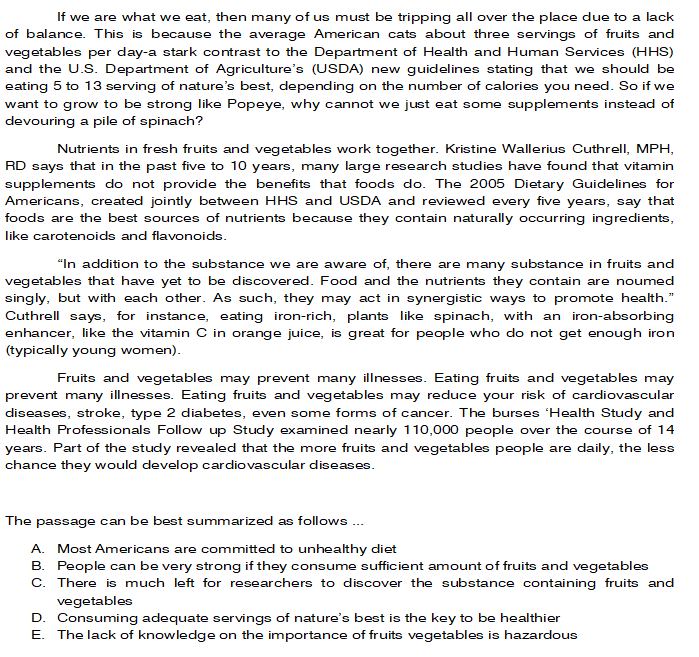 If we are what we eat, then many of us must be tripping all over the place due to a lack
of balance. This is because the average American cats about three servings of fruits and
vegetables per day-a stark contrast to the Department of Health and Human Services (HHS)
and the U.S. Department of Agriculture's (USDA) new guidelines stating that we should be
eating 5 to 13 serving of nature's best, depending on the number of calories you need. So if we
want to grow to be strong like Popeye, why cannot we just eat some supplements instead of
devouring a pile of spinach?
Nutrients in fresh fruits and vegetables work together. Kristine Wallerius Cuthrell, MPH,
RD says that in the past five to 10 years, many large research studies have found that vitamin
supplements do not provide the benefits that foods do. The 2005 Dietary Guidelines for
Americans, created jointly between HHS and USDA and reviewed every five years, say that
foods are the best sources of nutrients because they contain naturally occurring ingredients,
like carotenoids and flavonoids.
“In addition to the substance we are aware of, there are many substance in fruits and
vegetables that have yet to be discovered. Food and the nutrients they contain are noumed
singly, but with each other. As such, they may act in synergistic ways to promote health.”
Cuthrell says, for instance, eating iron-rich, plants like spinach, with an iron-absorbing
enhancer, like the vitamin C in orange juice, is great for people who do not get enough iron
(typically young women).
Fruits and vegetables may prevent many illnesses. Eating fruits and vegetables may
prevent many illnesses. Eating fruits and vegetables may reduce your risk of cardiovascular
diseases, stroke, type 2 diabetes, even some forms of cancer. The burses ‘Health Study and
Health Professionals Follow up Study examined nearly 110,000 people over the course of 14
years. Part of the study revealed that the more fruits and vegetables people are daily, the less
chance they would develop cardiovascular diseases.
The passage can be best summarized as follows ...
A. Most Americans are committed to unhealthy diet
B. People can be very strong if they consume sufficient amount of fruits and vegetables
C. There is much left for researchers to discover the substance containing fruits and
vegetables
D. Consuming adequate servings of nature's best is the key to be healthier
E. The lack of knowledge on the importance of fruits vegetables is hazardous